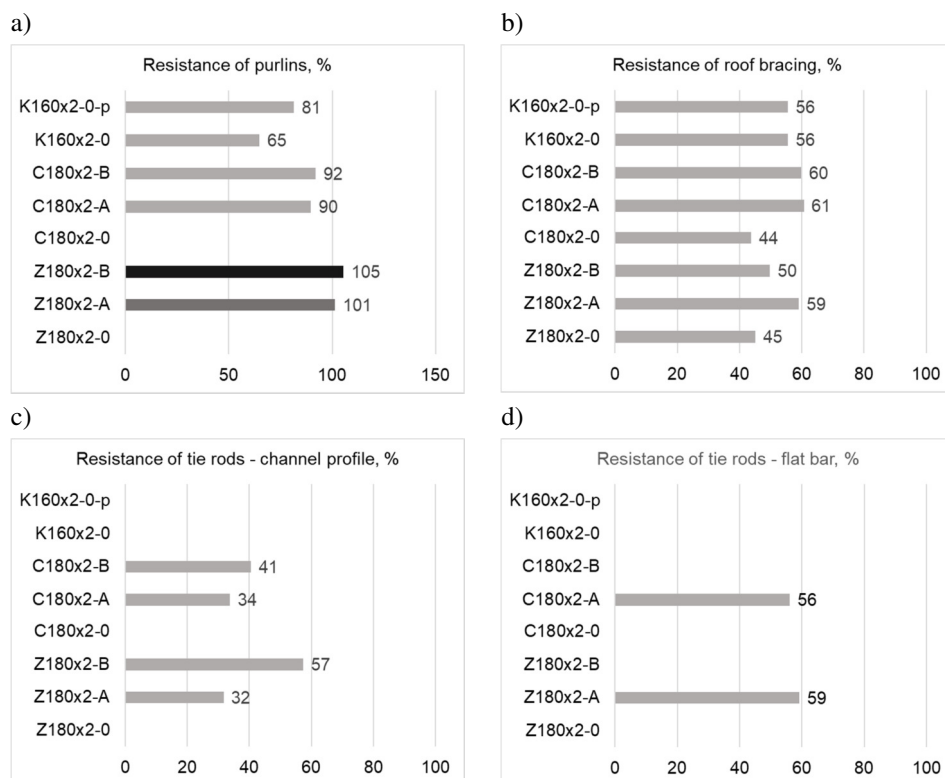 a)
Resistance of purlins, %
K160x2-0-p 81
K160x2-0 65
C180x2-B 92
C180x2-A 90
C180x2-0
Z180x2-B 105
Z180x2-A 101
Z180x2-0
0 50 100 150
b)
Resistance of roof bracing, %
K160x2-0-p 56
K160x2-0 56
C180x2-B 60
C180x2-A 61
C180x2-0 44
Z180x2-B 50
Z180x2-A 59
Z180x2-0 45
0 20 40 60 80 100
c)
Resistance of tie rods - channel profile, %
K160x2-0-p
K160x2-0
C180x2-B 41
C180x2-A 34
C180x2-0
Z180x2-B 57
Z180x2-A 32
Z180x2-0
0 20 40 60 80 100
d)
Resistance of tie rods - flat bar, %
K160x2-0-p
K160x2-0
C180x2-B
C180x2-A 56
C180x2-0
Z180x2-B
Z180x2-A 59
Z180x2-0
0 20 40 60 80 100